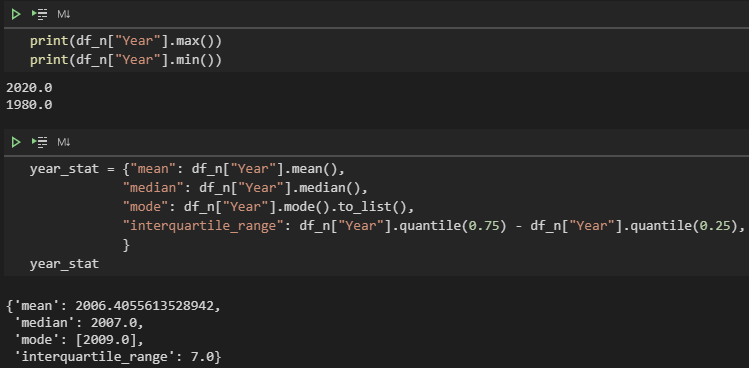 M↓
print(df_n["Year"].max())
print(df_n["Year"].min())
2020.0
1980.0
M↓
year_stat = {"mean": df_n["Year"].mean(),
"median": df_n["Year"].median(),
"mode": df_n["Year"].mode().to_list(),
"interquartile_range": df_n["Year"].quantile(0.75) - df_n["Year"].quantile(0.25),
}
year_stat
{'mean': 2006.4055613528942,
'median': 2007.0,
'mode': [2009.0],
'interquartile_range': 7.0}